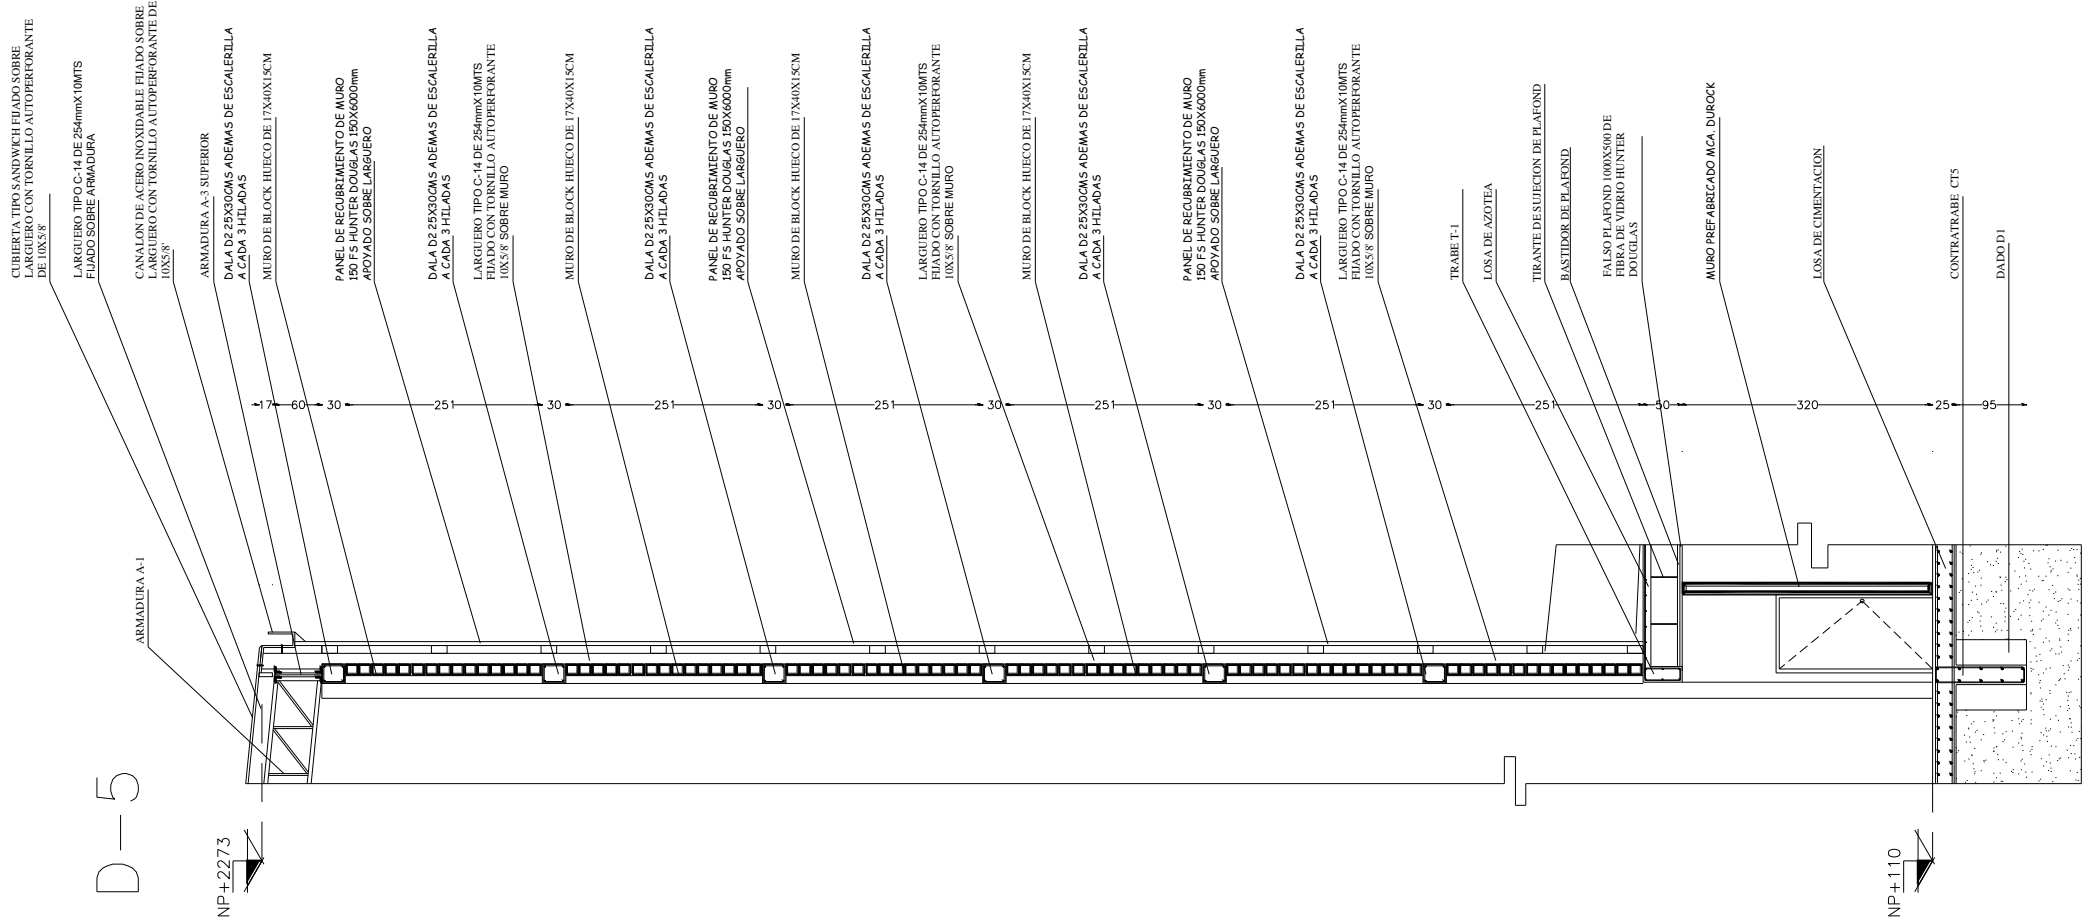 CUBIERTA TIPO SANDWICH FIJADO SOBRE
LARGUERO CON TORNILLO AUTOPERFORANTE
DE 10X5/8'
LARGUERO TIPO C-14 DE 254mmX10MTS
FIJADO SOBRE ARMADURA
CANALON DE ACERO INOXIDABLE FIJADO SOBRE
LARGUERO CON TORNILLO AUTOPERFORANTE DE
10X5/8'
ARMADURA A-3 SUPERIOR
DALA D2 25X30CMS ADEMAS DE ESCALERILLA
A CADA 3 HILADAS
MURO DE BLOCK HUECO DE 17X40X15CM
PANEL DE RECUBRIMIENTO DE MURO
150 F5 HUNTER DOUGLAS 150X6000mm
APOYADO SOBRE LARGUERO
DALA D2 25X30CMS ADEMAS DE ESCALERILLA
A CADA 3 HILADAS
LARGUERO TIPO C-14 DE 254mmX10MTS
FIJADO CON TORNILLO AUTOPERFORANTE
10X5/8' SOBRE MURO
MURO DE BLOCK HUECO DE 17X40X15CM
DALA D2 25X30CMS ADEMAS DE ESCALERILLA
A CADA 3 HILADAS
PANEL DE RECUBRIMIENTO DE MURO
150 F5 HUNTER DOUGLAS 150X6000mm
APOYADO SOBRE LARGUERO
MURO DE BLOCK HUECO DE 17X40X15CM
DALA D2 25X30CMS ADEMAS DE ESCALERILLA
A CADA 3 HILADAS
LARGUERO TIPO C-14 DE 254mmX10MTS
FIJADO CON TORNILLO AUTOPERFORANTE
10X5/8' SOBRE MURO
MURO DE BLOCK HUECO DE 17X40X15CM
DALA D2 25X30CMS ADEMAS DE ESCALERILLA
A CADA 3 HILADAS
PANEL DE RECUBRIMIENTO DE MURO
150 F5 HUNTER DOUGLAS 150X6000mm
APOYADO SOBRE LARGUERO
DALA D2 25X30CMS ADEMAS DE ESCALERILLA
A CADA 3 HILADAS
LARGUERO TIPO C-14 DE 254mmX10MTS
FIJADO CON TORNILLO AUTOPERFORANTE
10X5/8' SOBRE MURO
TRABE T-1
LOSA DE AZOTEA
TIRANTE DE SUJECION DE PLAFOND
BASTIDOR DE PLAFOND
FALSO PLAFOND 1000X500 DE
FIBRA DE VIDRIO HUNTER
DOUGLAS
MURO PREFABRICADO MCA. DUROCK
LOSA DE CIMENTACION
CONTRATRABE CT5
DADO D1
17
60
30
251
30
251
30
251
30
251
30
251
30
251
50
320
25
95
ARMADURA A-1
D-5
NP+2273
NP+110